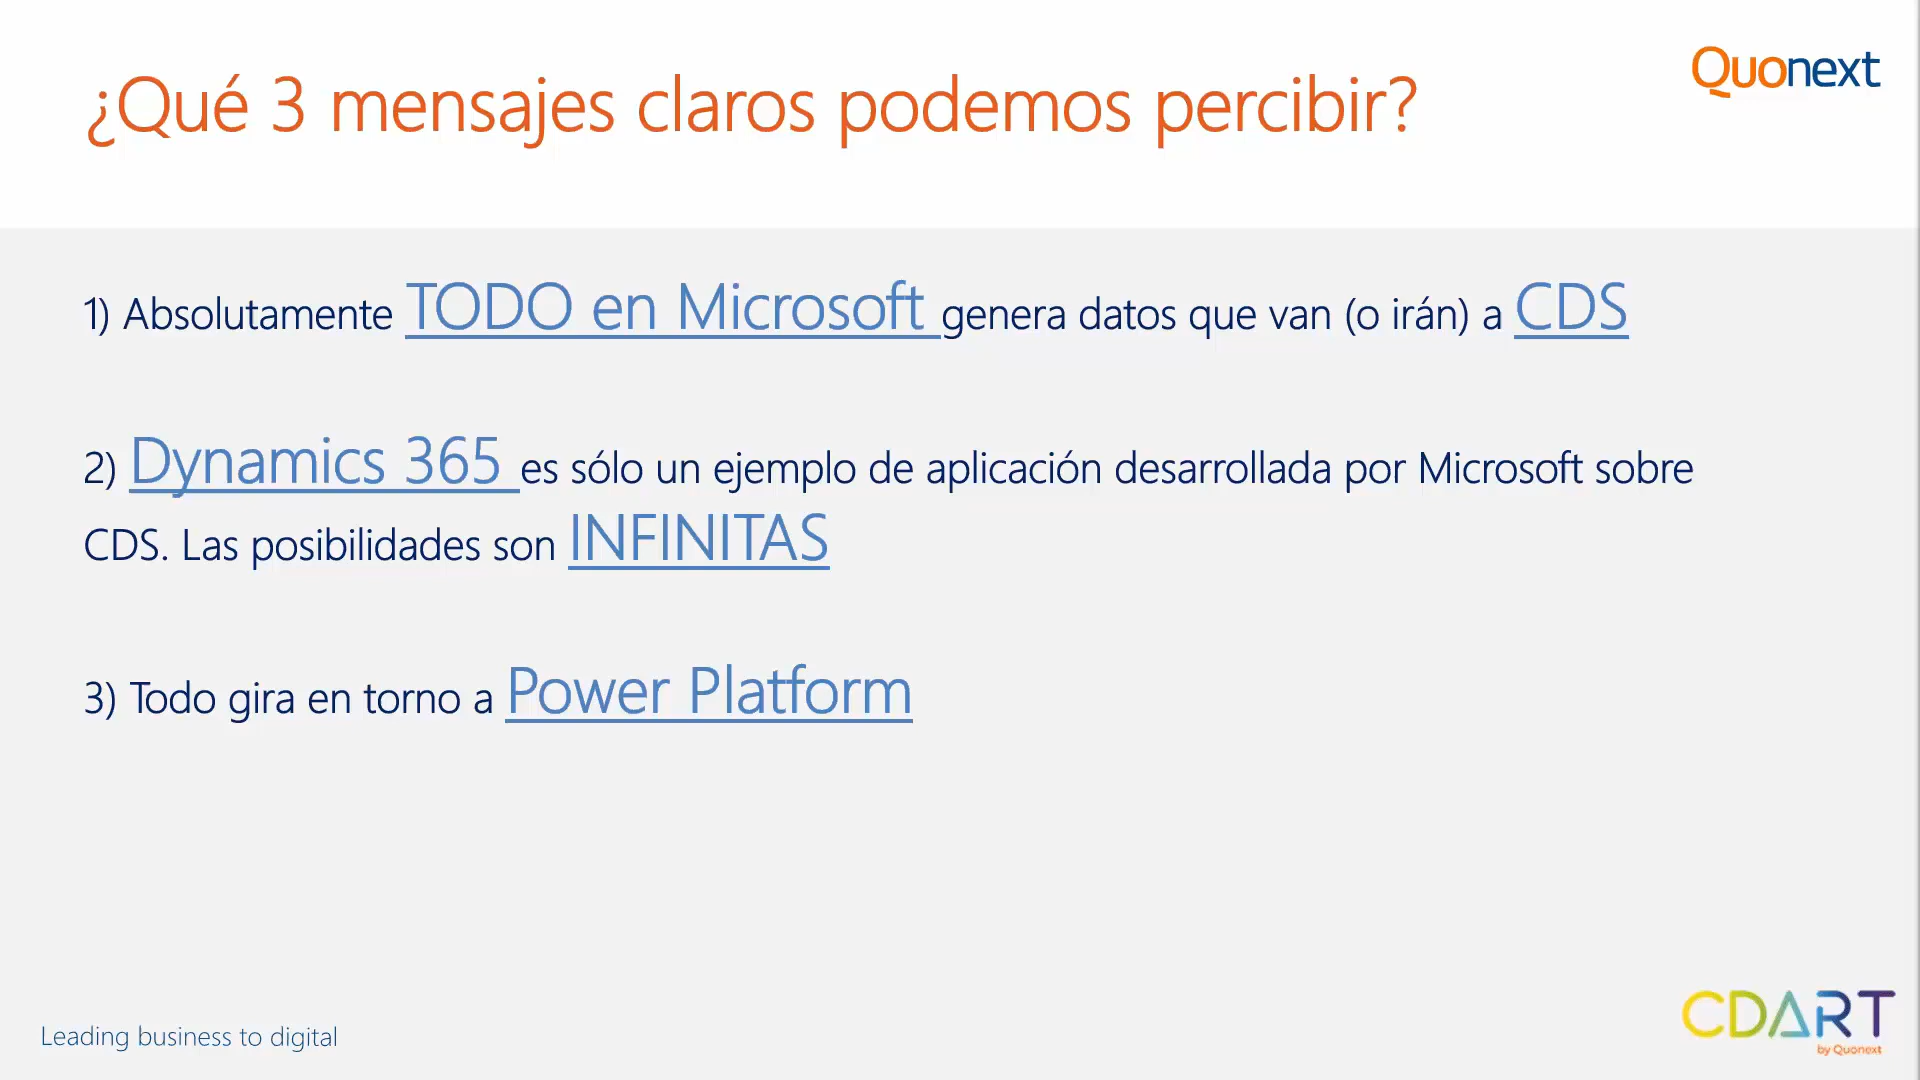 Quonext
¿Qué 3 mensajes claros podemos percibir?
1) Absolutamente TODO en Microsoft genera datos que van (o irán) a CDS
2) Dynamics 365 es sólo un ejemplo de aplicación desarrollada por Microsoft sobre
CDS. Las posibilidades son INFINITAS
3) Todo gira en torno a Power Platform
Leading business to digital
CDART
by Quonext